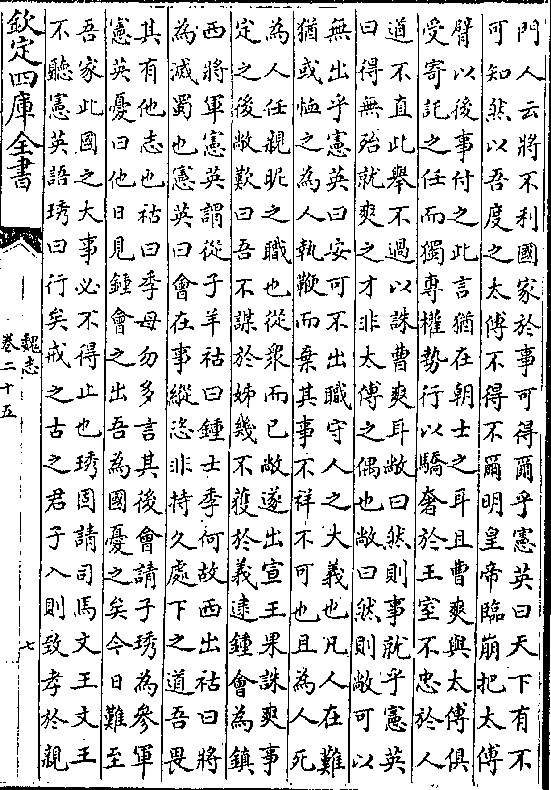 門人云將不利國家於事可得爾乎憲英曰天下有不
可知然以吾度之太傅不得不爾明皇帝臨崩把太傅
臂以後事付之此言猶在朝士之耳且曹爽與太傅俱
受寄託之任而獨專權勢行以驕奢於王室不忠於人
道不直此舉不過以誅曹爽耳敞曰然則事就乎憲英
曰得無殆就爽之才非太傅之偶也敞曰然則敞可以
無出乎憲英曰安可不出職守人之大義也凡人在難
猶或恤之為人執鞭而棄其事不祥不可也且為人死
為人任親昵之職也從衆而已敞遂出宣王果誅爽事
定之後敞歎曰吾不謀於姊幾不獲於義逮鍾會為鎮
西將軍憲英謂從子羊祜曰鍾士季何故西出祜曰將
為滅蜀也憲英曰會在事縱恣非持久處下之道吾畏
其有他志也祜曰季母勿多言其後會請子琇為參軍
憲英憂曰他日見鍾會之出吾為國憂之矣今日難至
吾家此國之大事必不得止也琇固請司馬文王文王
不聽憲英語琇曰行矣戒之古之君子入則致孝於親
欽定四庫全書
魏志
卷二十五
七